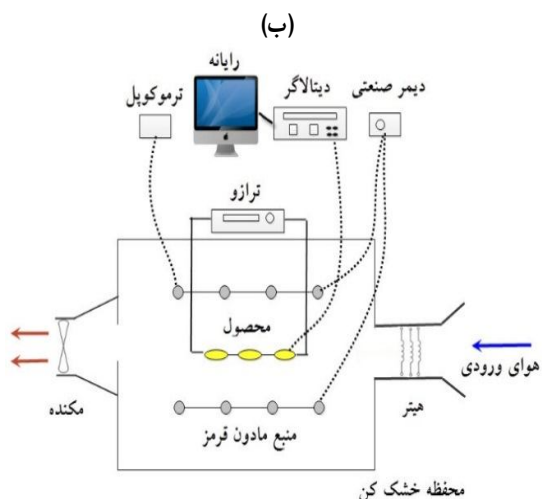 (ب)
رایانه
ترموکوپل
دیتالاگر
دیمر صنعتی
ترازو
محصول
هوای ورودی
مکنده
هیتر
منبع مادون قرمز
محفظه خشک کن